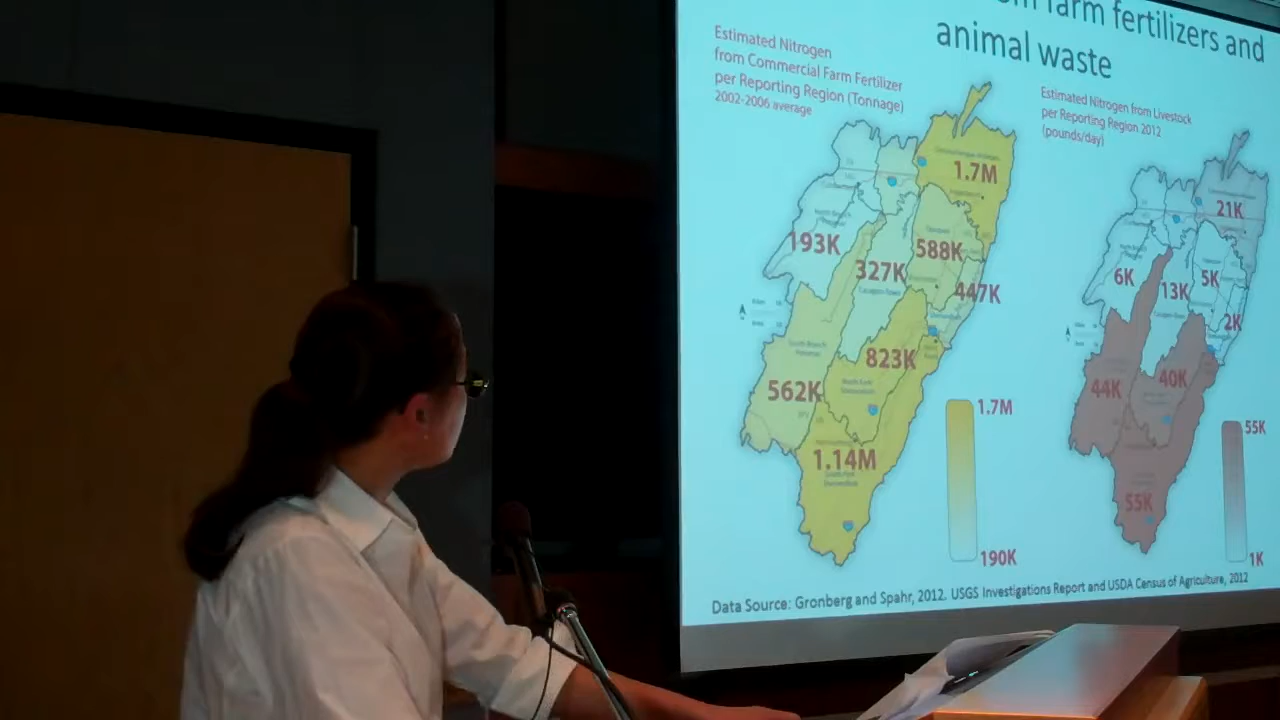 farm fertilizers and
animal waste
Estimated Nitrogen
from Commercial Farm Fertilizer
per Reporting Region (Tonnage)
2002-2006 average
1.7M
193K
588K
327K
447K
823K
562K
1.14M
1.7M
190K
Estimated Nitrogen from Livestock
per Reporting Region 2012
(pounds/day)
21K
6K
5K
13K
2K
40K
44K
55K
55K
1K
Data Source: Gronberg and Spahr, 2012. USGS Investigations Report and USDA Census of Agriculture, 2012